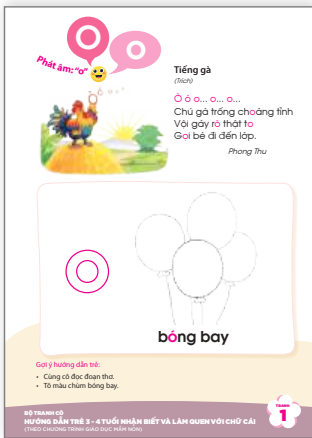 O o
Phát âm: "o"
Tiếng gà
(Trích)
Ò ó o... o... o...
Chú gà trống choàng tỉnh
Vội gáy rõ thật to
Gọi bé đi đến lớp.
Phong Thu
O
bóng bay
Gợi ý hướng dẫn trẻ:
• Cùng cô đọc đoạn thơ.
• Tô màu chùm bóng bay.
BỘ TRANH CÔ
HƯỚNG DẪN TRẺ 3 - 4 TUỔI NHẬN BIẾT VÀ LÀM QUEN VỚI CHỮ CÁI
(THEO CHƯƠNG TRÌNH GIÁO DỤC MẦM NON)
TRANH
1